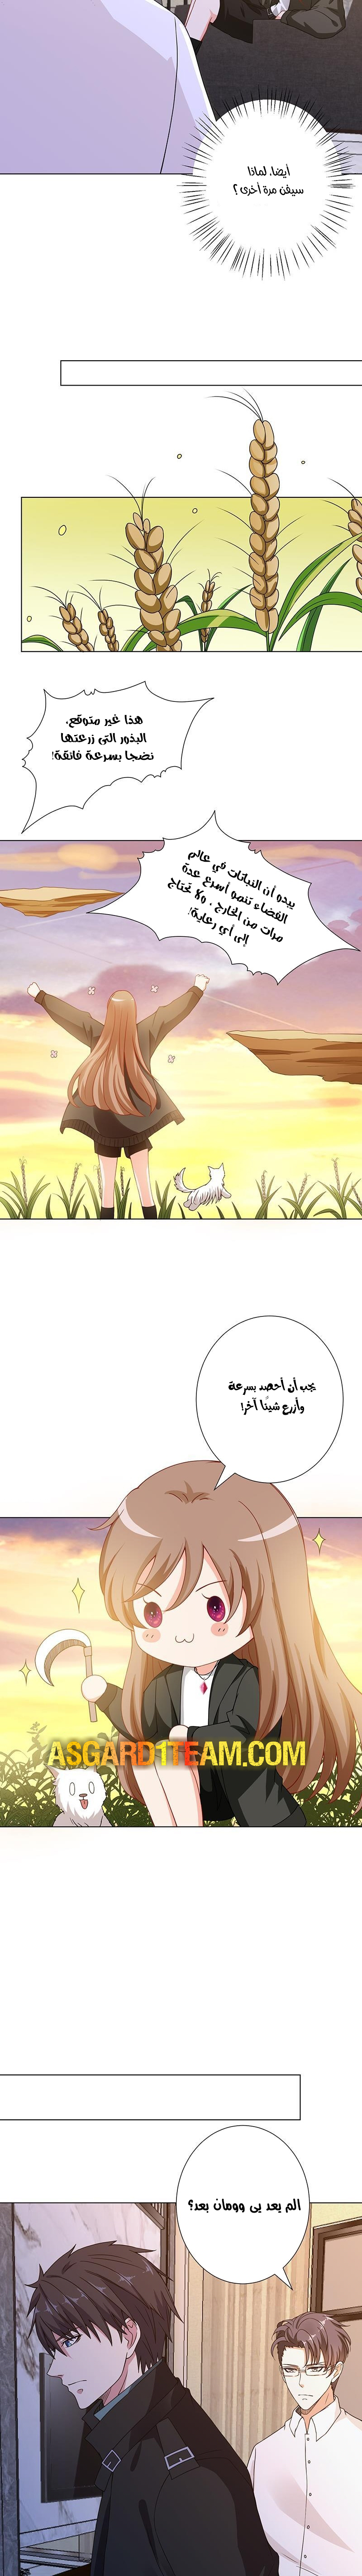 أيضا، لماذا
سيفن مرة أخرى؟
هذا غير متوقع،
البذور التي زرعتها
نضجا بسرعة فائقة!
يبدو أن النباتات في عالم
الفضاء تنمو أسرع عدة
مرات من الخارج ، ولا تحتاج
إلى أي رعاية!
يجب أن أحصد بسرعة
وأزرع شيئا آخر!
ASGARD1TEAM.COM
الم يعد يى وومان بعد؟